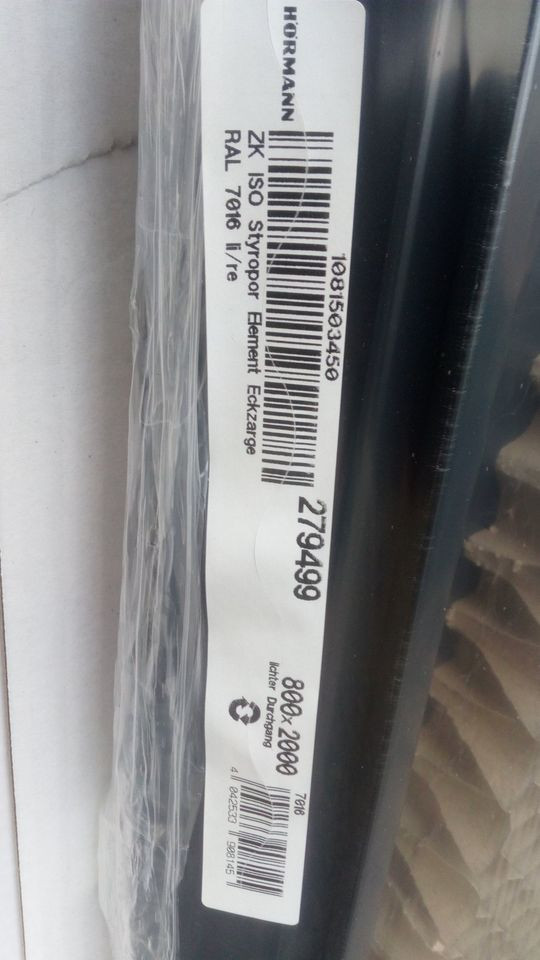 HÖRMANN
1081503450
279499
ZK ISO Styropor Element Eckzarge
RAL 7016 li/re
800x2000
lichter Durchgang
7016
4 042533 908145